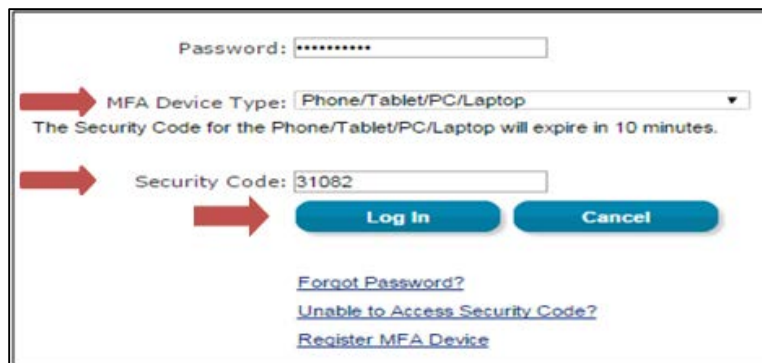 Password: ••••••••••
MFA Device Type: Phone/Tablet/PC/Laptop
The Security Code for the Phone/Tablet/PC/Laptop will expire in 10 minutes.
Security Code: 31082
Log In Cancel
Forgot Password?
Unable to Access Security Code?
Register MFA Device